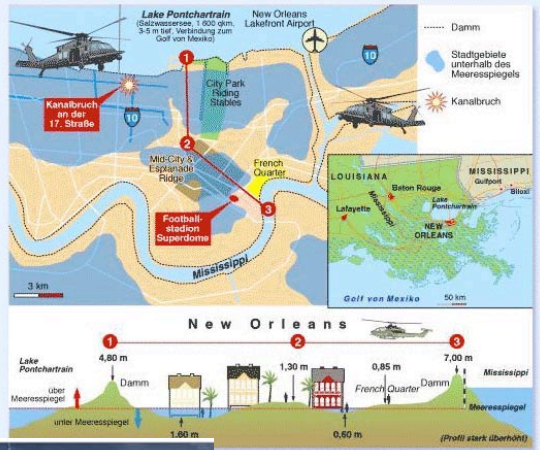 Lake Pontchartrain
(Salzwassersee, 1 600 qkm,
3-5 m tief, Verbindung zum
Golf von Mexiko)
New Orleans
Lakefront Airport
Damm
Stadtgebiete
unterhalb des
Meeresspiegels
Kanalbruch
1
10
10
City Park
Riding
Stables
Kanalbruch
an der
17. Straße
2
Mid-City &
Esplanade
Ridge
French
Quarter
3
Football-
stadion
Superdome
Mississippi
3 km
LOUISIANA
MISSISSIPPI
Gulfport
Biloxi
Baton Rouge
Lafayette
Mississippi
Lake
Pontchartrain
NEW
ORLEANS
Golf von Mexiko
50 km
New Orleans
1
2
3
Lake
Pontchartrain
4,80 m
1,30 m
0,85 m
7,00 m
Mississippi
Damm
French Quarter
Damm
über
Meeresspiegel
Meeresspiegel
unter Meeresspiegel
1,60 m
0,60 m
(Profil stark überhöht)